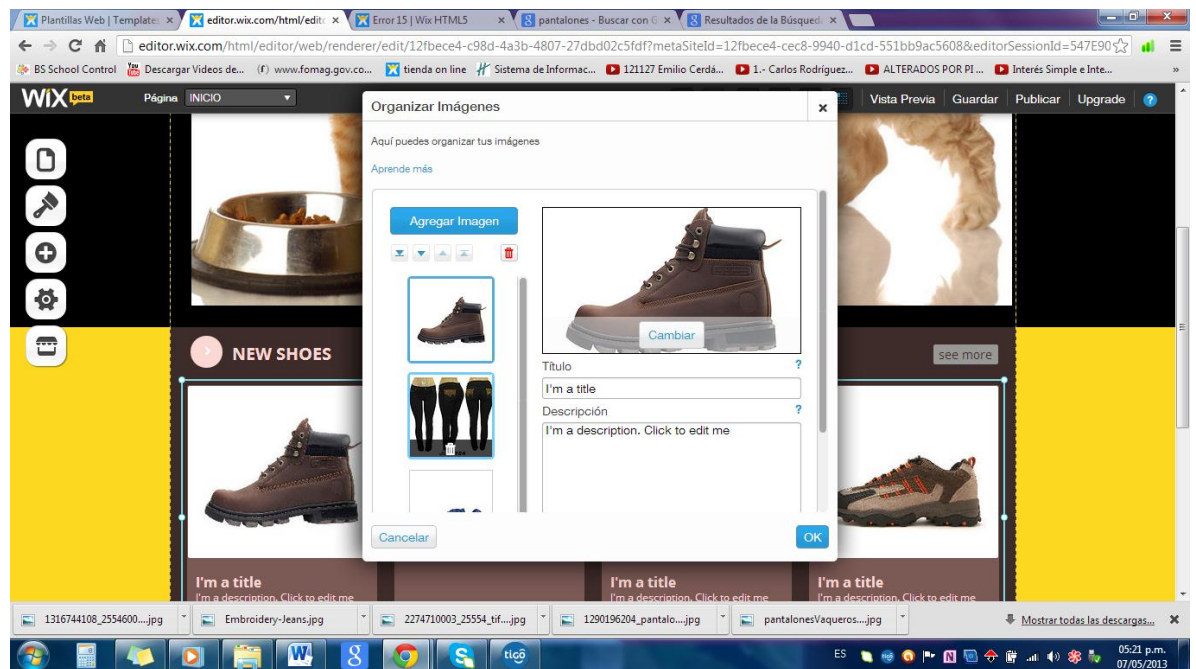 Plantillas Web | Templates
editor.wix.com/html/edito
Error 15 | Wix HTML5
pantalones - Buscar con G
Resultados de la Búsqued
editor.wix.com/html/editor/web/renderer/edit/12fbece4-c98d-4a3b-4807-27dbd02c5fdf?metaSiteId=12fbece4-cec8-9940-d1cd-551bb9ac5608&editorSessionId=547E90
BS School Control
Descargar Videos de...
www.fomag.gov.co...
tienda on line
Sistema de Informac...
121127 Emilio Cerdá...
1.- Carlos Rodriguez...
ALTERADOS POR PI ...
Interés Simple e Inte...
WiX beta
Página
INICIO
Vista Previa
Guardar
Publicar
Upgrade
Organizar Imágenes
Aquí puedes organizar tus imágenes
Aprende más
Agregar Imagen
Cambiar
Título
I'm a title
Descripción
I'm a description. Click to edit me
Cancelar
OK
NEW SHOES
see more
I'm a title
I'm a description. Click to edit me
I'm a title
I'm a description. Click to edit me
I'm a title
I'm a description. Click to edit me
1316744108_2554600....jpg
Embroidery-Jeans.jpg
2274710003_25554_tif....jpg
1290196204_pantalo....jpg
pantalonesVaqueros....jpg
Mostrar todas las descargas...
tigo
ES
05:21 p.m.
07/05/2013